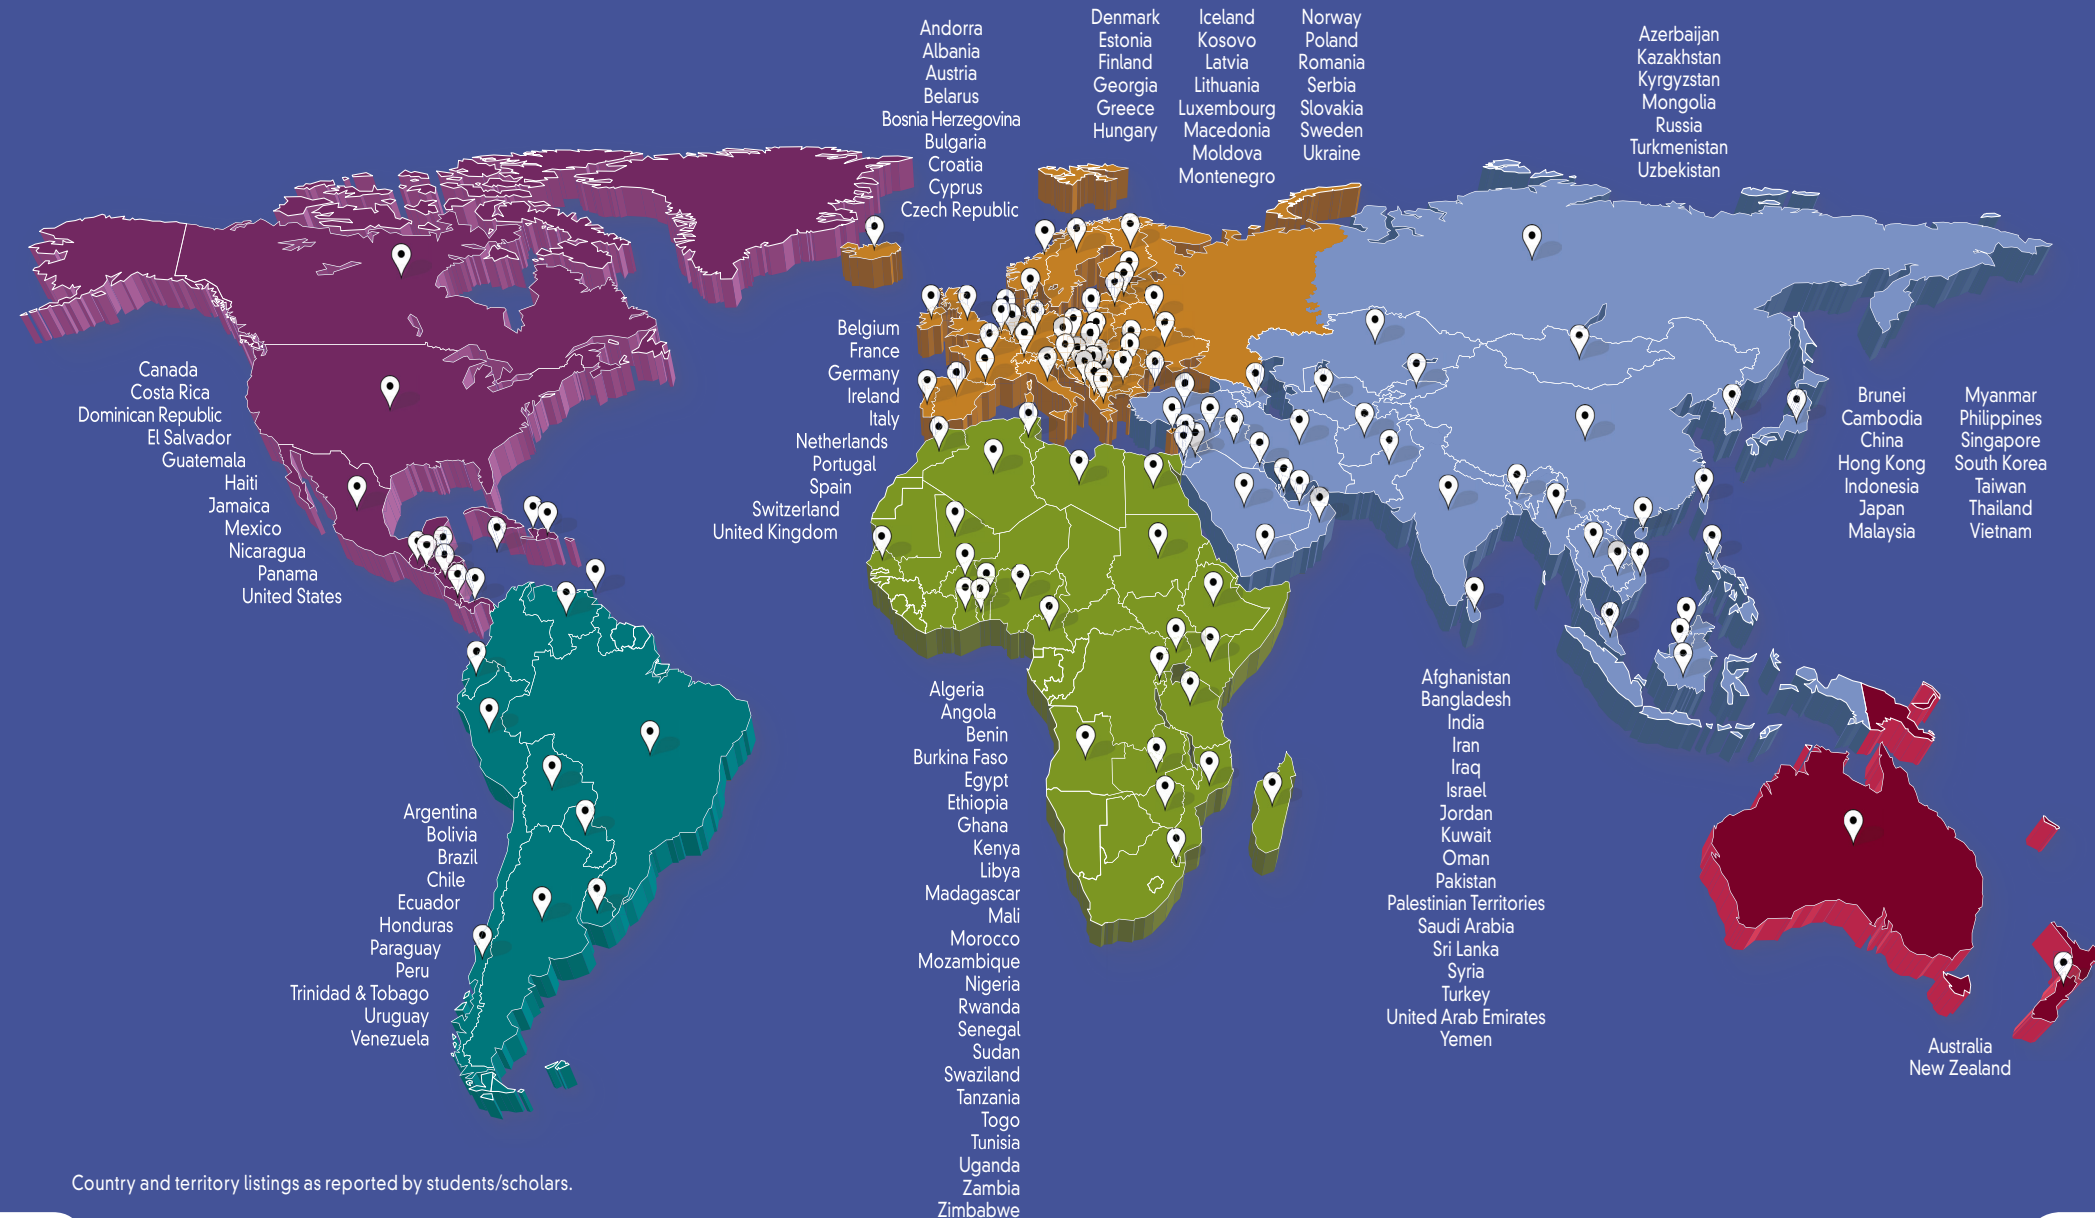 Andorra
Albania
Austria
Belarus
Bosnia Herzegovina
Bulgaria
Croatia
Cyprus
Czech Republic
Denmark
Estonia
Finland
Georgia
Greece
Hungary
Iceland
Kosovo
Latvia
Lithuania
Luxembourg
Macedonia
Moldova
Montenegro
Norway
Poland
Romania
Serbia
Slovakia
Sweden
Ukraine
Azerbaijan
Kazakhstan
Kyrgyzstan
Mongolia
Russia
Turkmenistan
Uzbekistan
Canada
Costa Rica
Dominican Republic
El Salvador
Guatemala
Haiti
Jamaica
Mexico
Nicaragua
Panama
United States
Belgium
France
Germany
Ireland
Italy
Netherlands
Portugal
Spain
Switzerland
United Kingdom
Brunei
Cambodia
China
Hong Kong
Indonesia
Japan
Malaysia
Myanmar
Philippines
Singapore
South Korea
Taiwan
Thailand
Vietnam
Argentina
Bolivia
Brazil
Chile
Ecuador
Honduras
Paraguay
Peru
Trinidad & Tobago
Uruguay
Venezuela
Algeria
Angola
Benin
Burkina Faso
Egypt
Ethiopia
Ghana
Kenya
Libya
Madagascar
Mali
Morocco
Mozambique
Nigeria
Rwanda
Senegal
Sudan
Swaziland
Tanzania
Togo
Tunisia
Uganda
Zambia
Zimbabwe
Afghanistan
Bangladesh
India
Iran
Iraq
Israel
Jordan
Kuwait
Oman
Pakistan
Palestinian Territories
Saudi Arabia
Sri Lanka
Syria
Turkey
United Arab Emirates
Yemen
Australia
New Zealand
Country and territory listings as reported by students/scholars.